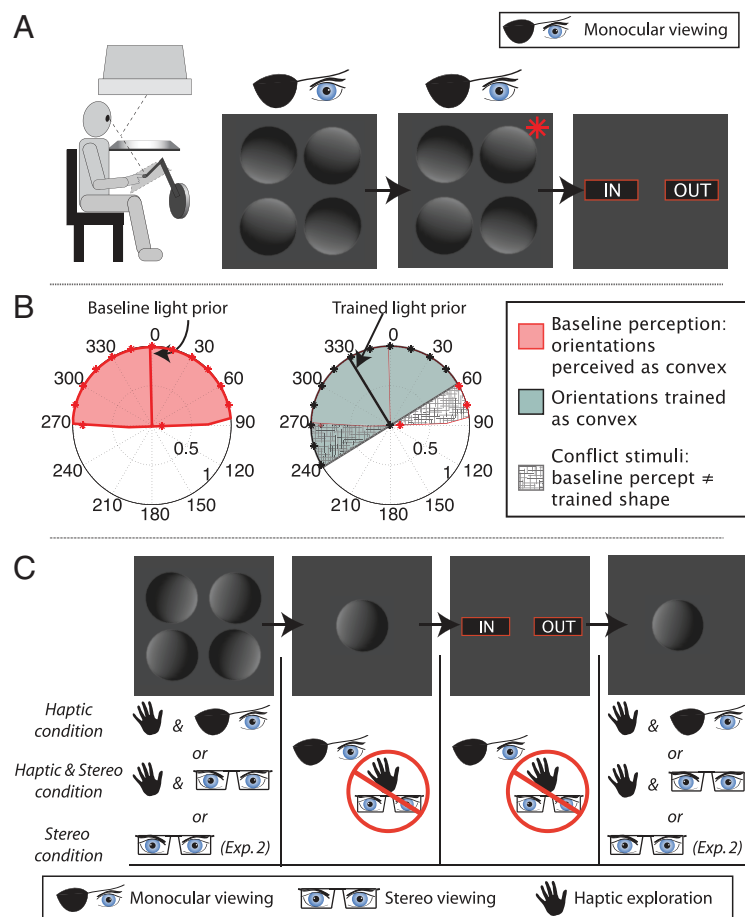 A
Monocular viewing
IN OUT
B
Baseline light prior
0
330 30
300 60
270 90
240 120
210 150
180
0.5
1
Trained light prior
0
330 30
300 60
270 90
240 120
210 150
180
0.5
1
Baseline perception:
orientations
perceived as convex
Orientations trained
as convex
Conflict stimuli:
baseline percept ≠
trained shape
C
IN OUT
Haptic
condition
& &
or or
Haptic & Stereo
condition
& &
or or
Stereo
condition
(Exp. 2) (Exp. 2)
Monocular viewing Stereo viewing Haptic exploration